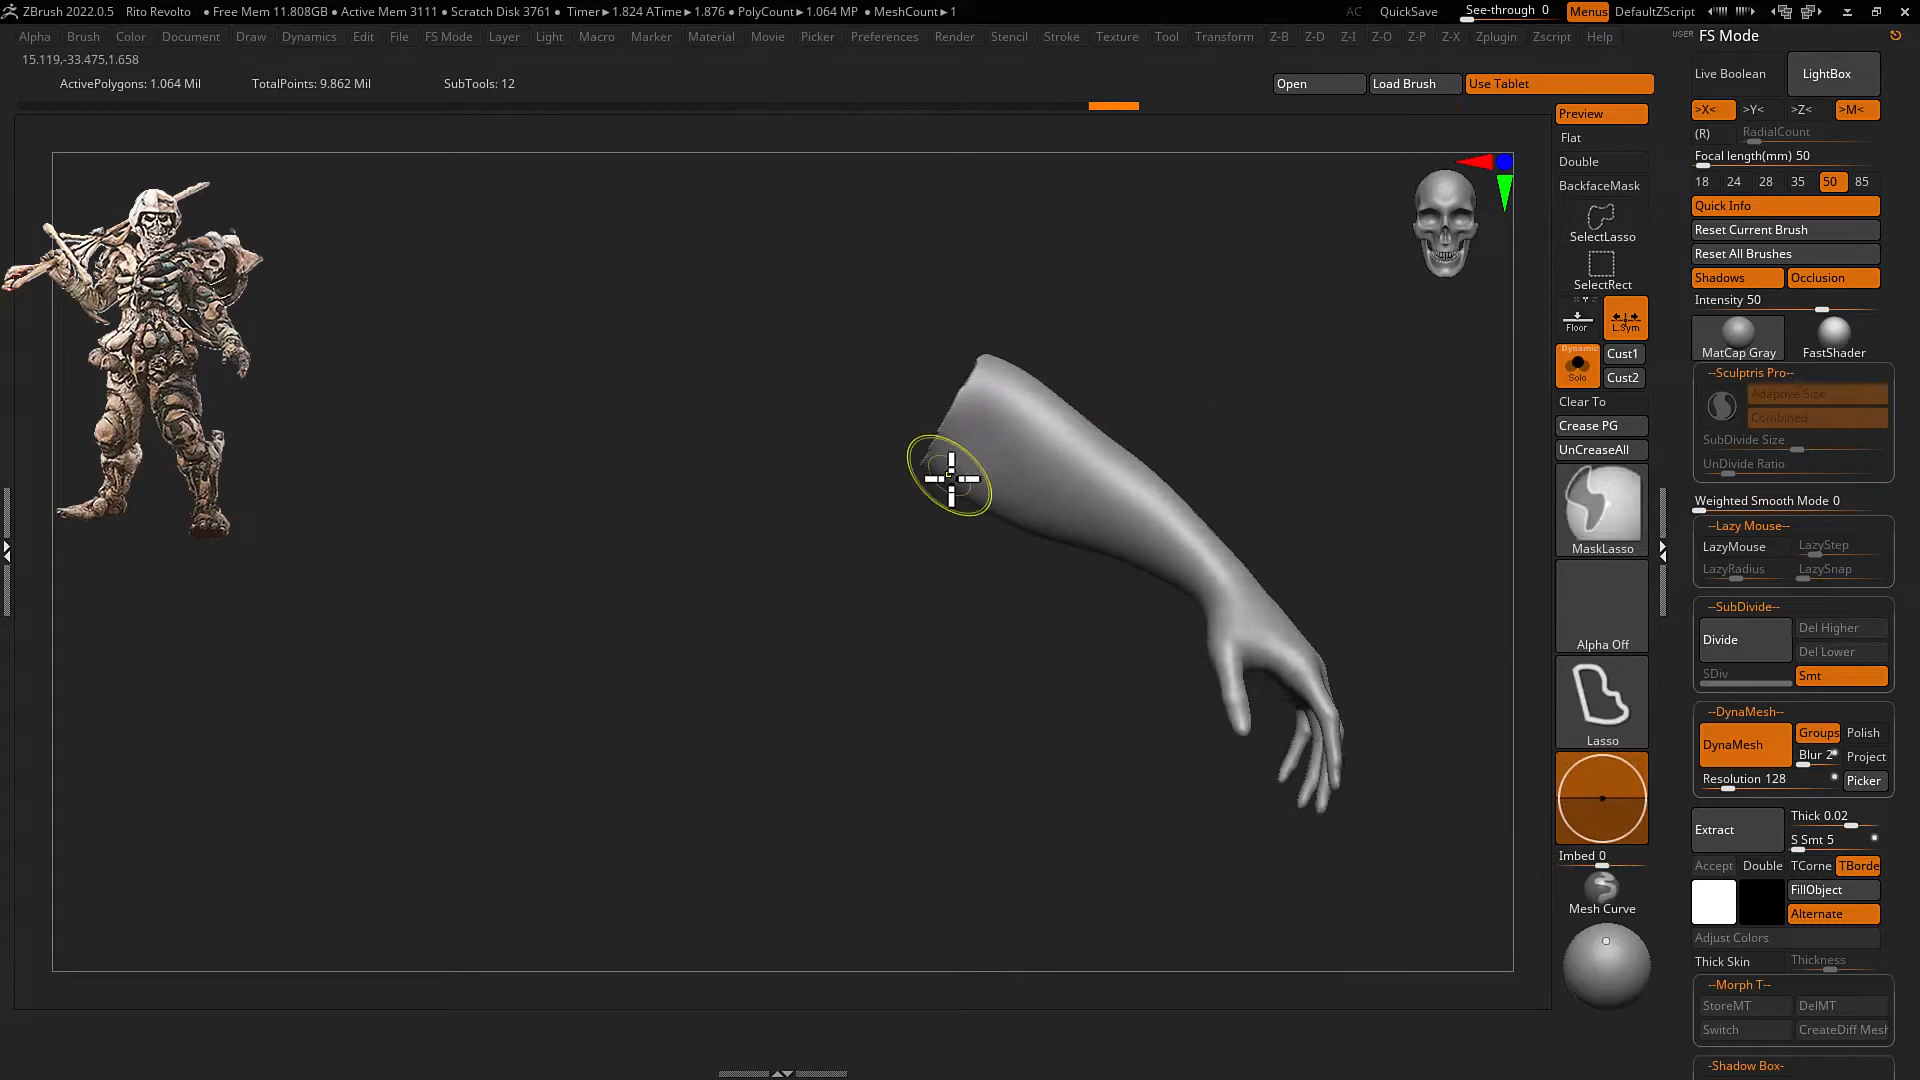 ZBrush 2022.0.5 Rito Revolto ● Free Mem 11.808GB ● Active Mem 3111 ● Scratch Disk 3761 ● Timer►1.824 ATime►1.876 ● PolyCount►1.064 MP ● MeshCount►1 AC QuickSave See-through 0 Menus DefaultZScript
Alpha Brush Color Document Draw Dynamics Edit File FS Mode Layer Light Macro Marker Material Movie Picker Preferences Render Stencil Stroke Texture Tool Transform Z-B Z-D Z-I Z-O Z-P Z-X Zplugin Zscript Help
USER FS Mode
15.119,-33.475,1.658
ActivePolygons: 1.064 Mil TotalPoints: 9.862 Mil SubTools: 12
Open Load Brush Use Tablet
Preview
Flat
Double
BackfaceMask
SelectLasso
SelectRect
Floor L.Sym
Dynamic
Solo
Cust1
Cust2
Clear To
Crease PG
UnCreaseAll
MaskLasso
Alpha Off
Lasso
Imbed 0
Mesh Curve
Live Boolean LightBox
>X< >Y< >Z< >M<
(R) RadialCount
Focal length(mm) 50
18 24 28 35 50 85
Quick Info
Reset Current Brush
Reset All Brushes
Shadows Occlusion
Intensity 50
MatCap Gray FastShader
--Sculptris Pro--
Adaptive Size
Combined
SubDivide Size
UnDivide Ratio
Weighted Smooth Mode 0
--Lazy Mouse--
LazyMouse LazyStep
LazyRadius LazySnap
--SubDivide--
Divide Del Higher
Del Lower
SDiv Smt
--DynaMesh--
DynaMesh Groups Polish
Blur 2 Project
Resolution 128 Picker
Extract Thick 0.02
S Smt 5
Accept Double TCorne TBorde
FillObject
Alternate
Adjust Colors
Thick Skin Thickness
--Morph T--
StoreMT DelMT
Switch CreateDiff Mesh
-Shadow Box-